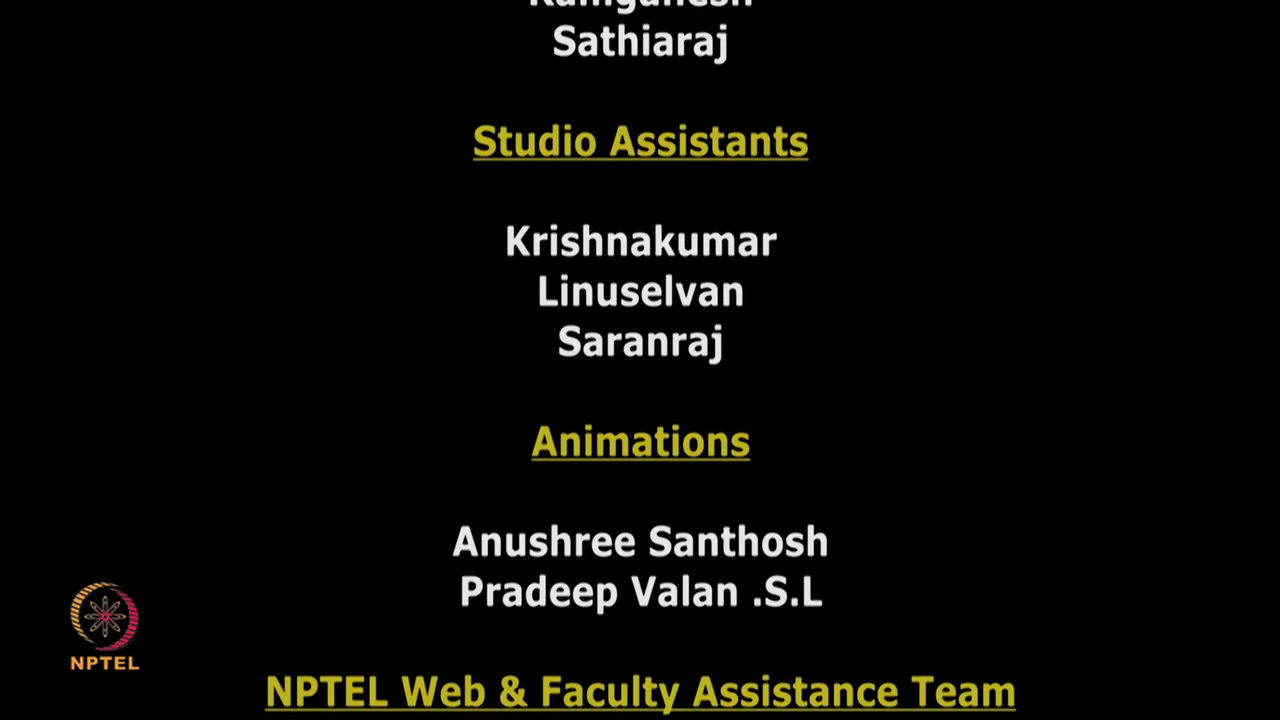 Sathiaraj
Studio Assistants
Krishnakumar
Linuselvan
Saranraj
Animations
Anushree Santhosh
Pradeep Valan .S.L
NPTEL
NPTEL Web & Faculty Assistance Team